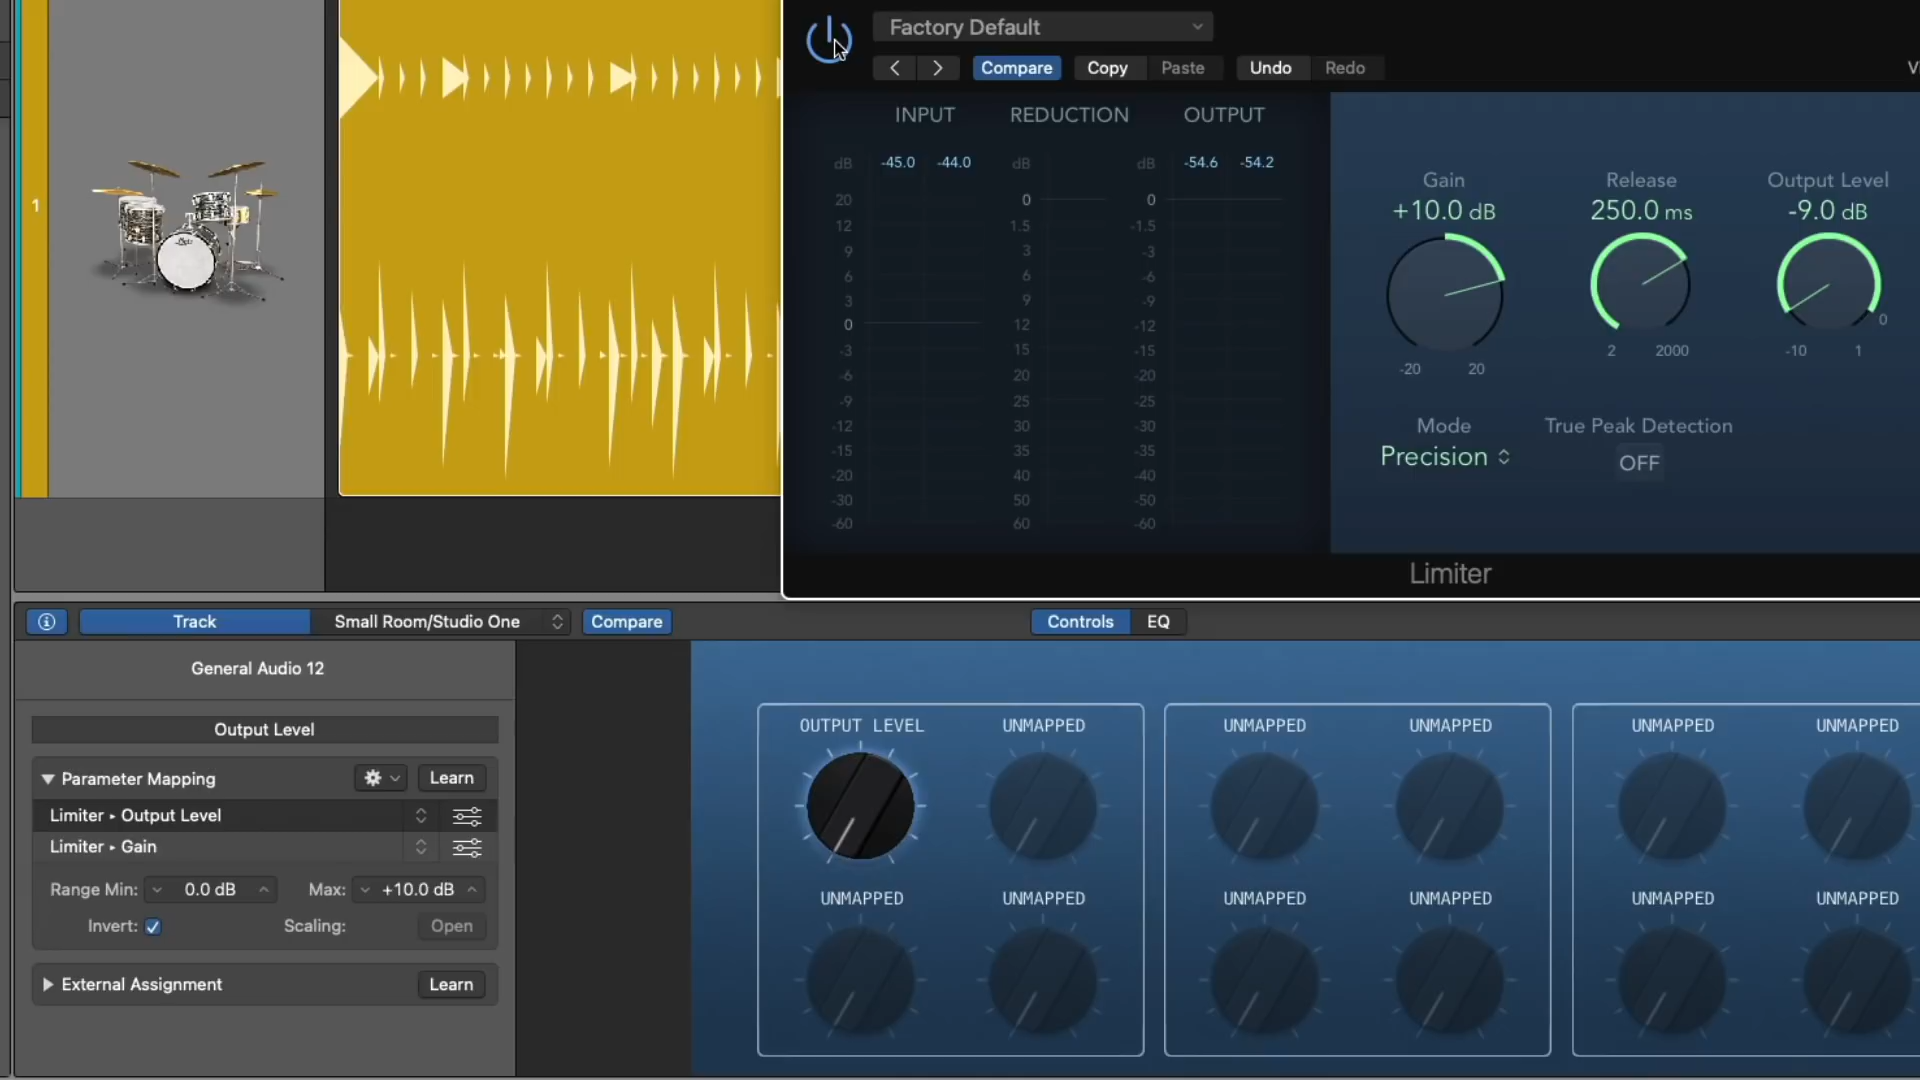 Factory Default
Compare Copy Paste Undo Redo
INPUT REDUCTION OUTPUT
dB -45.0 -44.0 dB dB -54.6 -54.2
20 0 0
12 1.5 -1.5
9 3 -3
6 6 -6
3 9 -9
0 12 -12
-3 15 -15
-6 20 -20
-9 25 -25
-12 30 -30
-15 35 -35
-20 40 -40
-30 50 -50
-60 60 -60
Gain Release Output Level
+10.0 dB 250.0 ms -9.0 dB
0
2 2000 -10 1
-20 20
Mode True Peak Detection
Precision OFF
Limiter
1
Track Small Room/Studio One Compare Controls EQ
General Audio 12
Output Level
Parameter Mapping Learn
Limiter ▸ Output Level
Limiter ▸ Gain
Range Min: 0.0 dB Max: +10.0 dB
Invert: Scaling: Open
External Assignment Learn
OUTPUT LEVEL UNMAPPED UNMAPPED UNMAPPED UNMAPPED UNMAPPED
UNMAPPED UNMAPPED UNMAPPED UNMAPPED UNMAPPED UNMAPPED